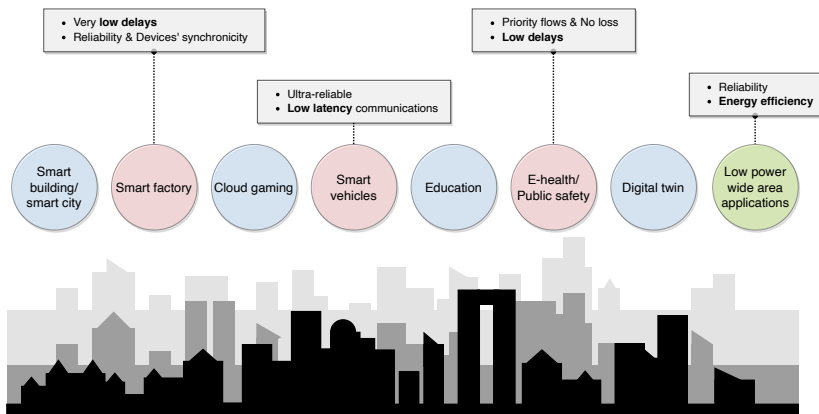 • Very low delays
• Reliability & Devices' synchronicity
• Priority flows & No loss
• Low delays
• Ultra-reliable
• Low latency communications
• Reliability
• Energy efficiency
Smart
building/
smart city
Smart factory
Cloud gaming
Smart
vehicles
Education
E-health/
Public safety
Digital twin
Low power
wide area
applications